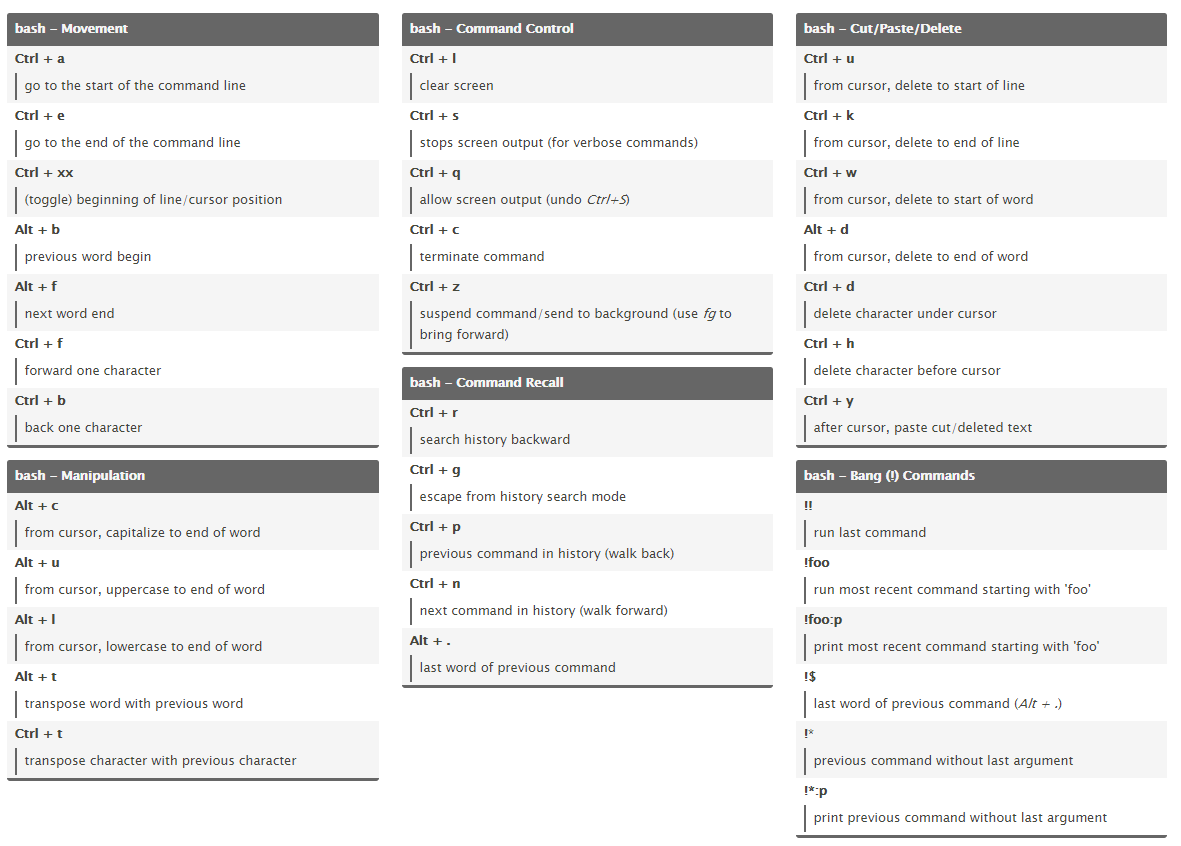 bash – Movement
Ctrl + a
go to the start of the command line
Ctrl + e
go to the end of the command line
Ctrl + xx
(toggle) beginning of line/cursor position
Alt + b
previous word begin
Alt + f
next word end
Ctrl + f
forward one character
Ctrl + b
back one character
bash – Manipulation
Alt + c
from cursor, capitalize to end of word
Alt + u
from cursor, uppercase to end of word
Alt + l
from cursor, lowercase to end of word
Alt + t
transpose word with previous word
Ctrl + t
transpose character with previous character
bash – Command Control
Ctrl + l
clear screen
Ctrl + s
stops screen output (for verbose commands)
Ctrl + q
allow screen output (undo Ctrl+S)
Ctrl + c
terminate command
Ctrl + z
suspend command/send to background (use fg to
bring forward)
bash – Command Recall
Ctrl + r
search history backward
Ctrl + g
escape from history search mode
Ctrl + p
previous command in history (walk back)
Ctrl + n
next command in history (walk forward)
Alt + .
last word of previous command
bash – Cut/Paste/Delete
Ctrl + u
from cursor, delete to start of line
Ctrl + k
from cursor, delete to end of line
Ctrl + w
from cursor, delete to start of word
Alt + d
from cursor, delete to end of word
Ctrl + d
delete character under cursor
Ctrl + h
delete character before cursor
Ctrl + y
after cursor, paste cut/deleted text
bash – Bang (!) Commands
!!
run last command
!foo
run most recent command starting with 'foo'
!foo:p
print most recent command starting with 'foo'
!$
last word of previous command (Alt + .)
!*
previous command without last argument
!*:p
print previous command without last argument